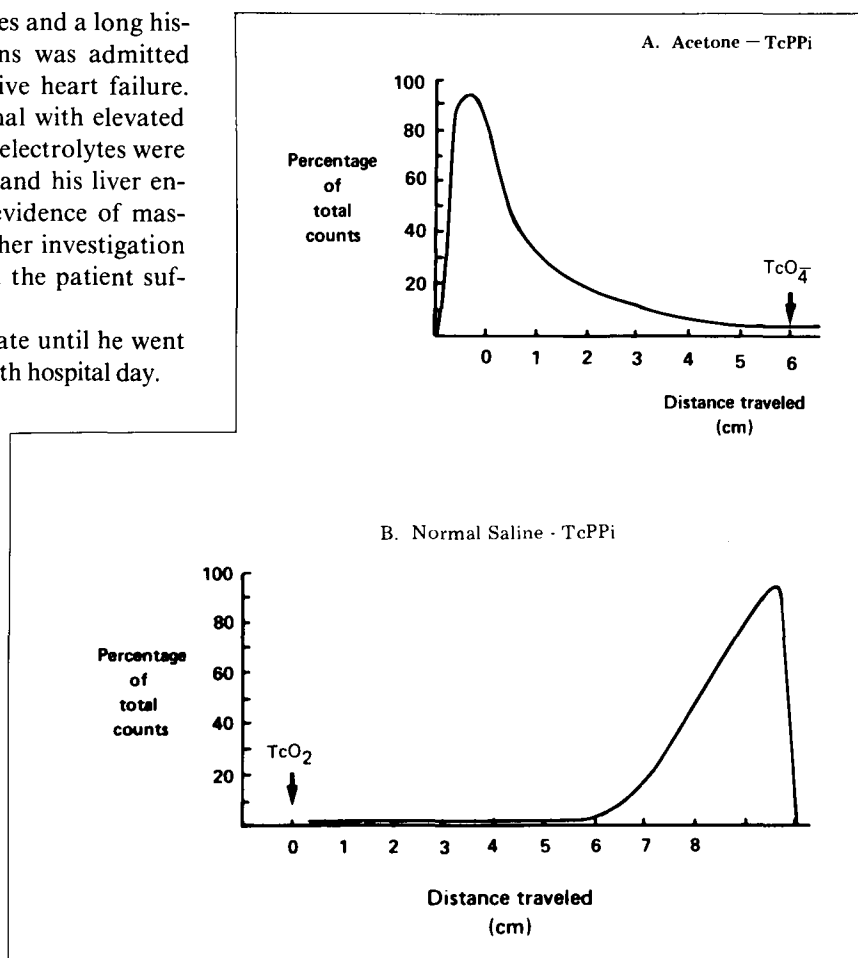 es and a long his-
ns was admitted
ive heart failure.
nal with elevated
electrolytes were
and his liver en-
evidence of mas-
her investigation
the patient suf-
ate until he went
th hospital day.
A. Acetone — TcPPi
Percentage
of
total
counts
100
80
60
40
20
TcO4̅
0 1 2 3 4 5 6
Distance traveled
(cm)
B. Normal Saline - TcPPi
Percentage
of
total
counts
100
80
60
40
20
TcO2
0 1 2 3 4 5 6 7 8
Distance traveled
(cm)